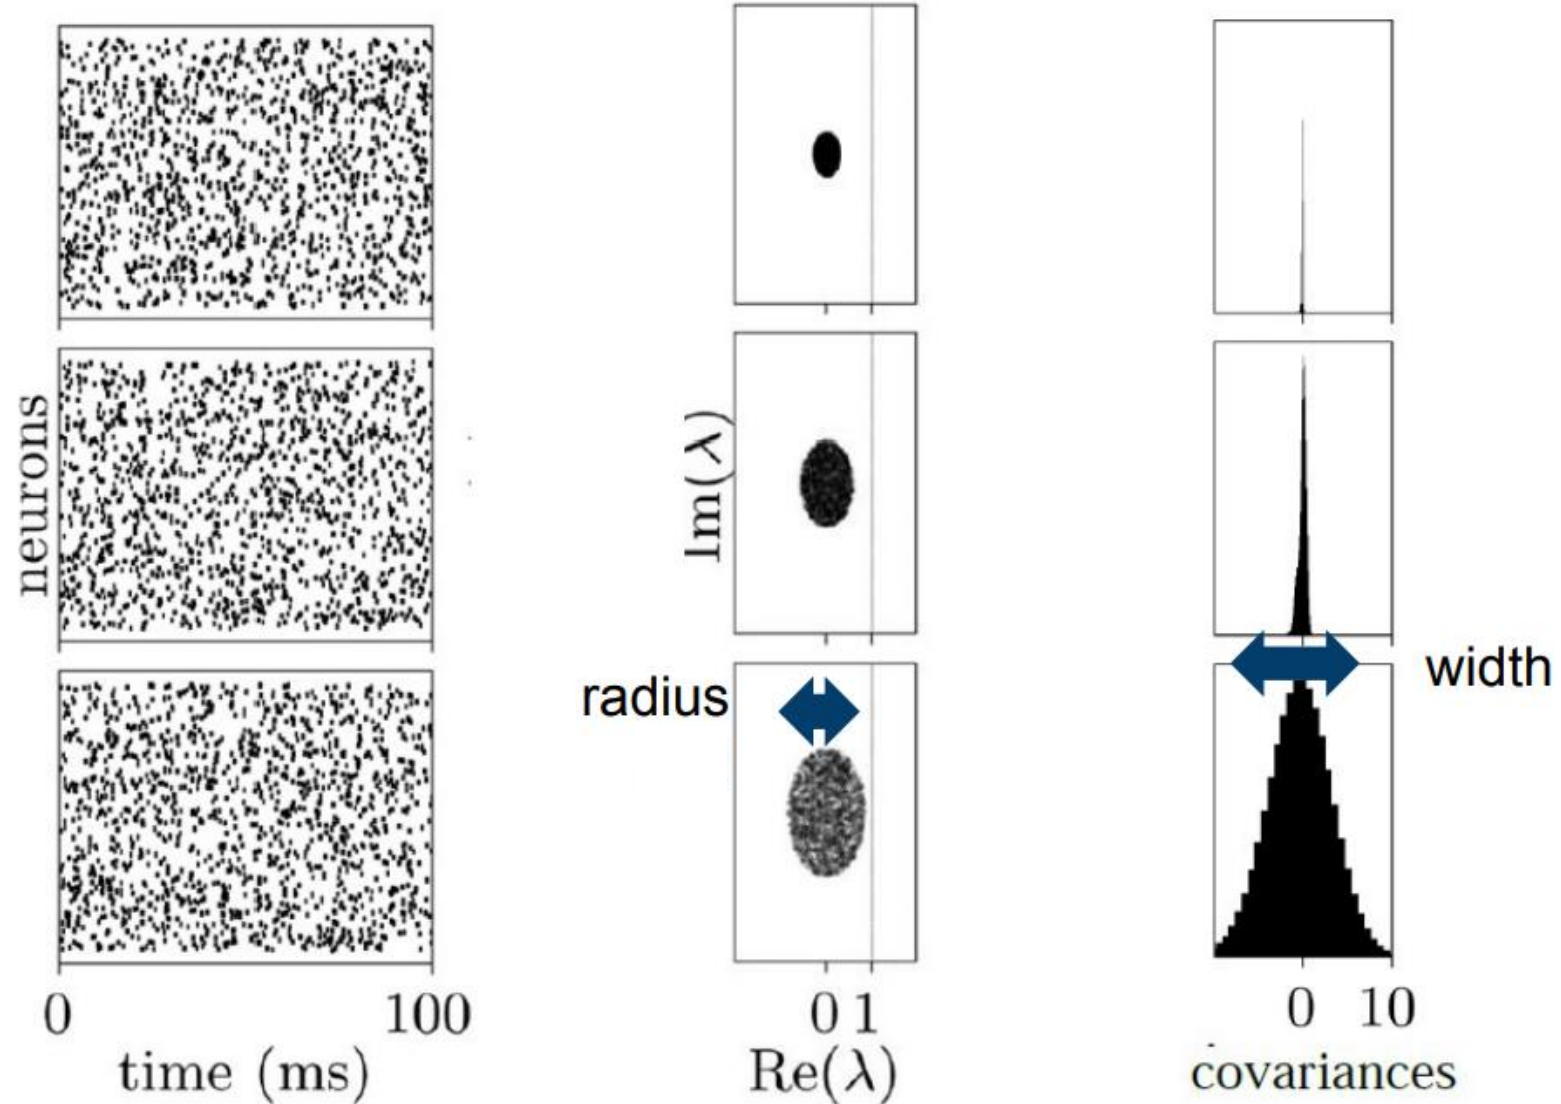 neurons
0 100
time (ms)
Im(λ)
radius
0 1
Re(λ)
width
0 10
covariances